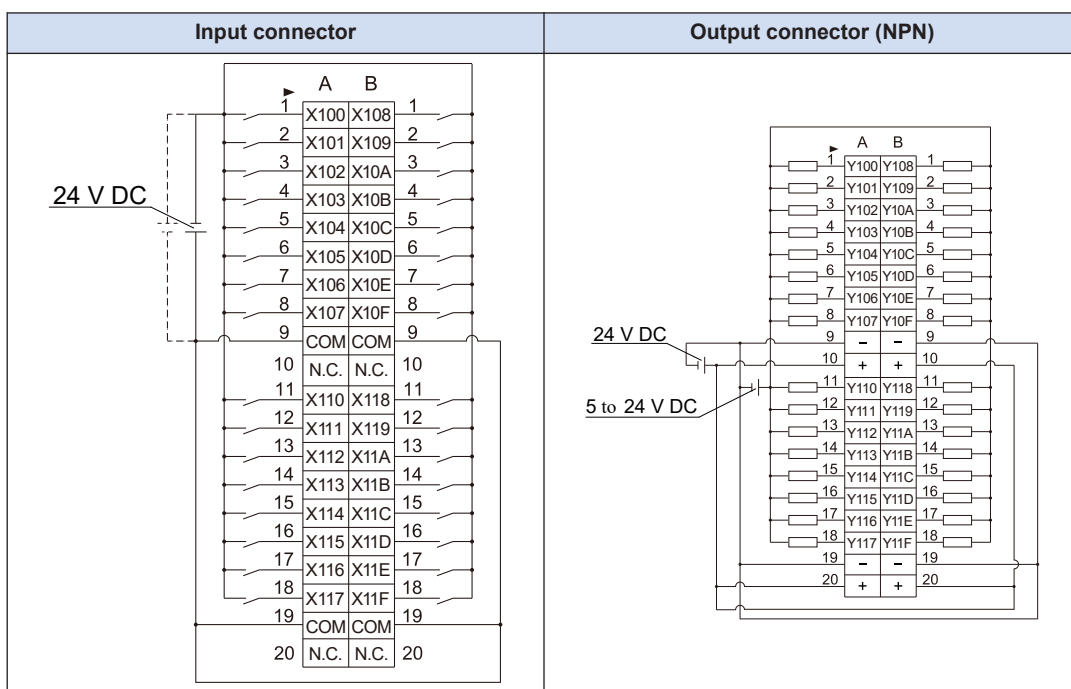 Input connector
Output connector (NPN)
A B
1 X100 X108 1
2 X101 X109 2
3 X102 X10A 3
4 X103 X10B 4
24 V DC
5 X104 X10C 5
6 X105 X10D 6
7 X106 X10E 7
8 X107 X10F 8
9 COM COM 9
10 N.C. N.C. 10
11 X110 X118 11
12 X111 X119 12
13 X112 X11A 13
14 X113 X11B 14
15 X114 X11C 15
16 X115 X11D 16
17 X116 X11E 17
18 X117 X11F 18
19 COM COM 19
20 N.C. N.C. 20
A B
1 Y100 Y108 1
2 Y101 Y109 2
3 Y102 Y10A 3
4 Y103 Y10B 4
5 Y104 Y10C 5
6 Y105 Y10D 6
7 Y106 Y10E 7
8 Y107 Y10F 8
24 V DC
9 − − 9
10 + + 10
11 Y110 Y118 11
5 to 24 V DC
12 Y111 Y119 12
13 Y112 Y11A 13
14 Y113 Y11B 14
15 Y114 Y11C 15
16 Y115 Y11D 16
17 Y116 Y11E 17
18 Y117 Y11F 18
19 − − 19
20 + + 20